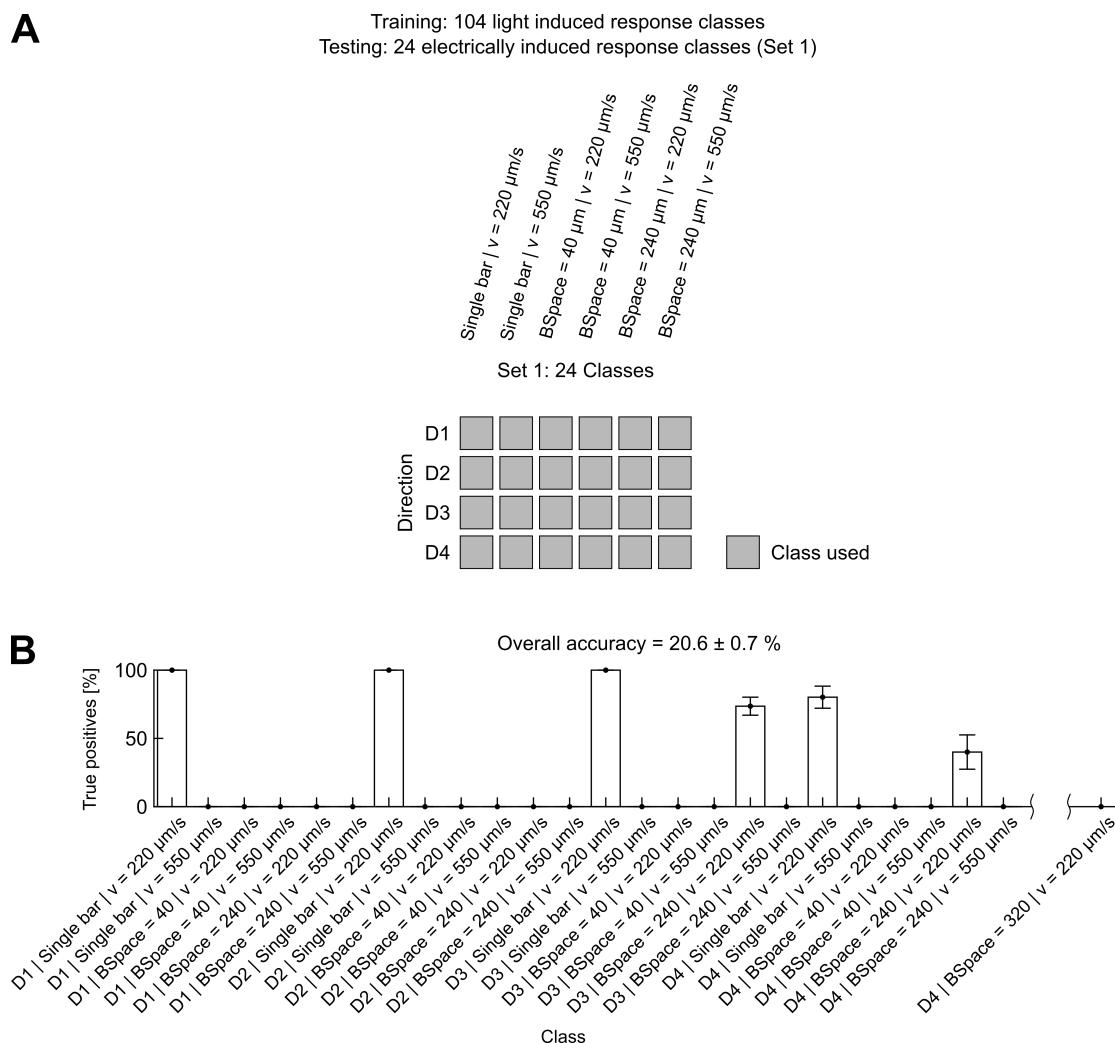 A
Training: 104 light induced response classes
Testing: 24 electrically induced response classes (Set 1)
Single bar | v = 220 µm/s
Single bar | v = 550 µm/s
BSpace = 40 µm | v = 220 µm/s
BSpace = 40 µm | v = 550 µm/s
BSpace = 240 µm | v = 220 µm/s
BSpace = 240 µm | v = 550 µm/s
Set 1: 24 Classes
Direction
D1
D2
D3
D4
Class used
B
Overall accuracy = 20.6 ± 0.7 %
True positives [%]
100
50
0
D1 | Single bar | v = 220 µm/s
D1 | Single bar | v = 550 µm/s
D1 | BSpace = 40 | v = 220 µm/s
D1 | BSpace = 40 | v = 550 µm/s
D1 | BSpace = 240 | v = 220 µm/s
D1 | BSpace = 240 | v = 550 µm/s
D2 | Single bar | v = 220 µm/s
D2 | Single bar | v = 550 µm/s
D2 | BSpace = 40 | v = 220 µm/s
D2 | BSpace = 40 | v = 550 µm/s
D2 | BSpace = 240 | v = 220 µm/s
D2 | BSpace = 240 | v = 550 µm/s
D3 | Single bar | v = 220 µm/s
D3 | Single bar | v = 550 µm/s
D3 | BSpace = 40 | v = 220 µm/s
D3 | BSpace = 40 | v = 550 µm/s
D3 | BSpace = 240 | v = 220 µm/s
D3 | BSpace = 240 | v = 550 µm/s
D4 | Single bar | v = 220 µm/s
D4 | Single bar | v = 550 µm/s
D4 | BSpace = 40 | v = 220 µm/s
D4 | BSpace = 40 | v = 550 µm/s
D4 | BSpace = 240 | v = 220 µm/s
D4 | BSpace = 240 | v = 550 µm/s
D4 | BSpace = 320 | v = 220 µm/s
Class